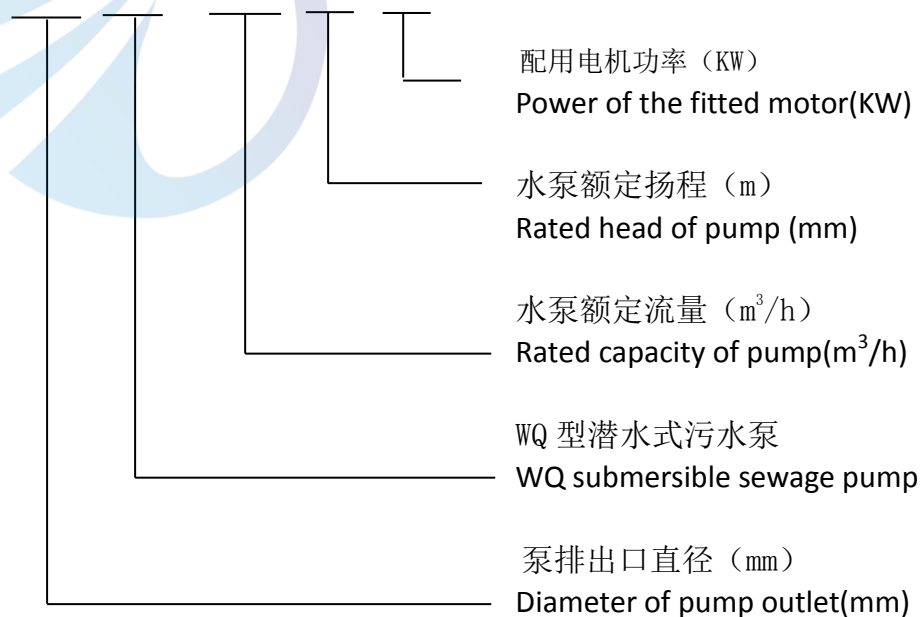 配用电机功率（KW）
Power of the fitted motor(KW)
水泵额定扬程（m）
Rated head of pump (mm)
水泵额定流量（m³/h）
Rated capacity of pump(m³/h)
WQ 型潜水式污水泵
WQ submersible sewage pump
泵排出口直径（mm）
Diameter of pump outlet(mm)